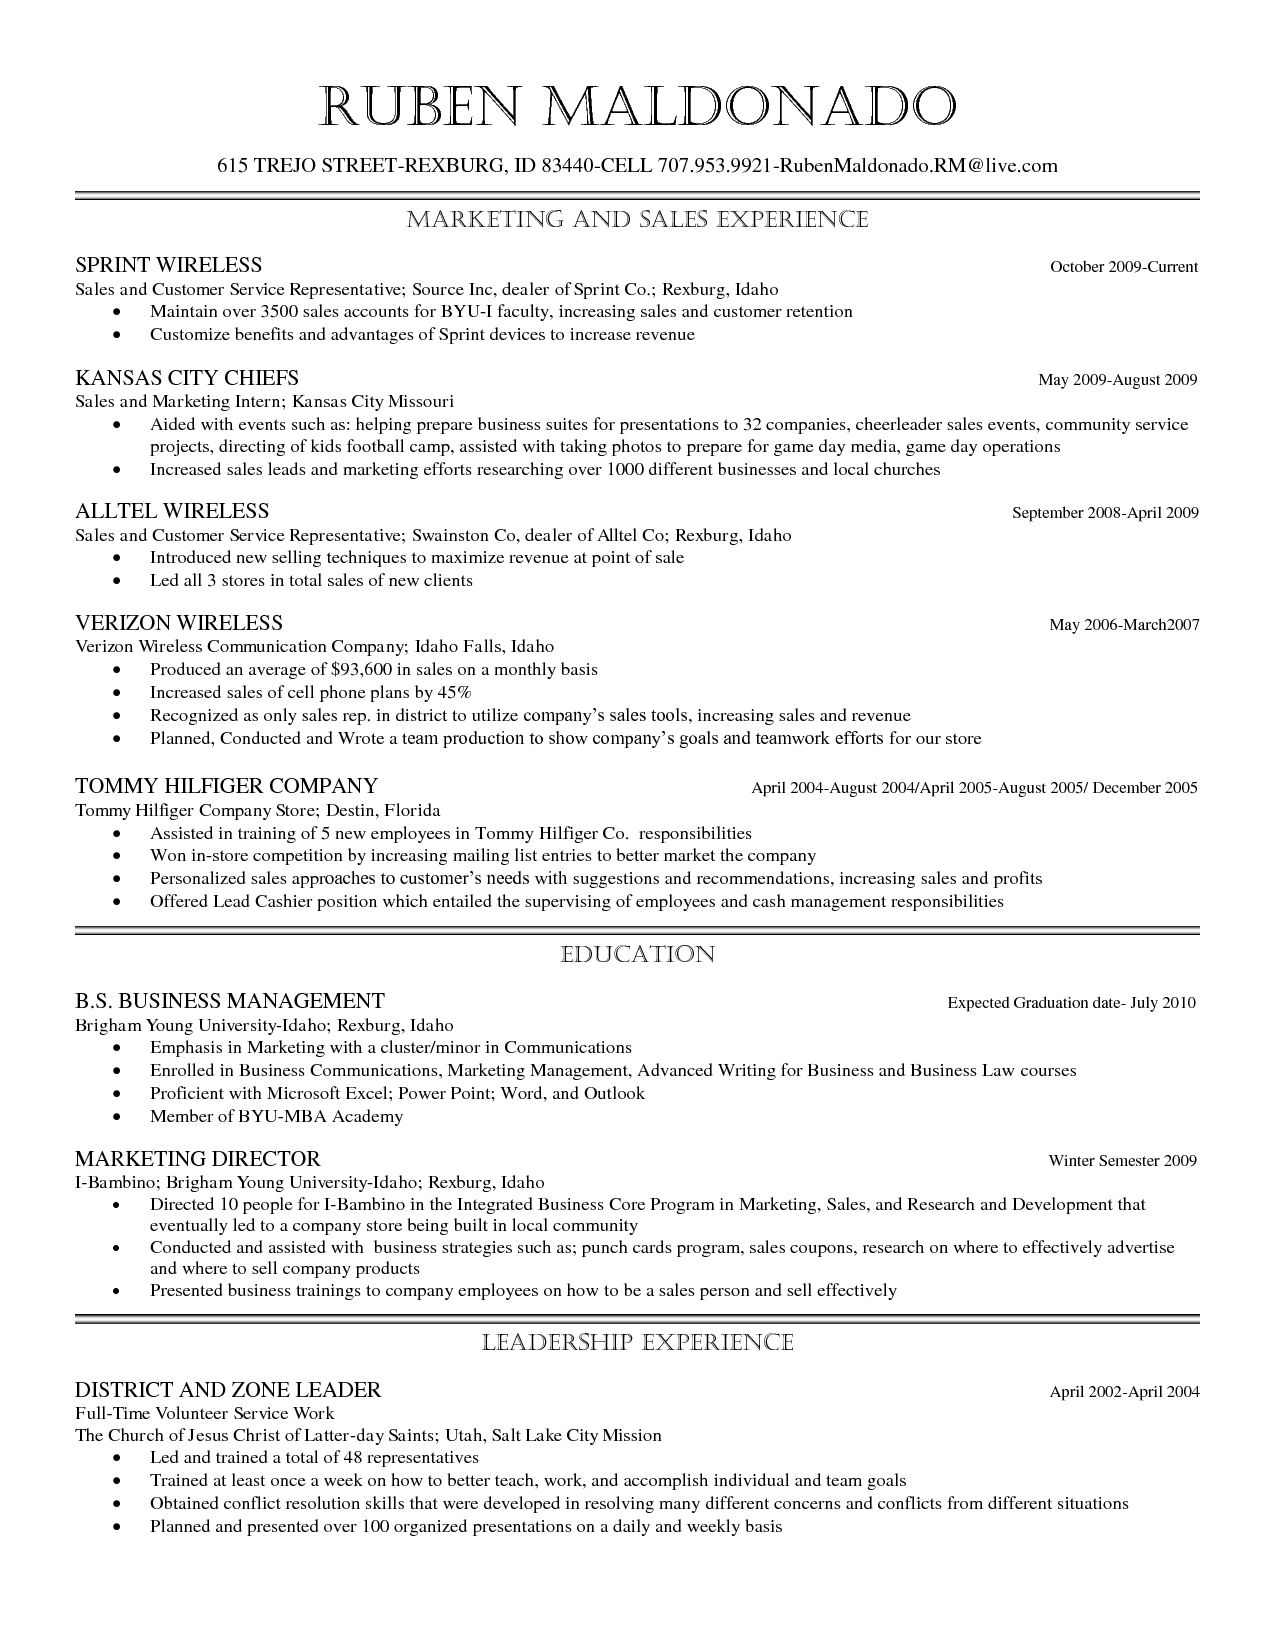 RUBEN MALDONADO
615 TREJO STREET-REXBURG, ID 83440-CELL 707.953.9921-RubenMaldonado.RM@live.com
MARKETING AND SALES EXPERIENCE
SPRINT WIRELESS October 2009-Current
Sales and Customer Service Representative; Source Inc, dealer of Sprint Co.; Rexburg, Idaho
• Maintain over 3500 sales accounts for BYU-I faculty, increasing sales and customer retention
• Customize benefits and advantages of Sprint devices to increase revenue
KANSAS CITY CHIEFS May 2009-August 2009
Sales and Marketing Intern; Kansas City Missouri
• Aided with events such as: helping prepare business suites for presentations to 32 companies, cheerleader sales events, community service
projects, directing of kids football camp, assisted with taking photos to prepare for game day media, game day operations
• Increased sales leads and marketing efforts researching over 1000 different businesses and local churches
ALLTEL WIRELESS September 2008-April 2009
Sales and Customer Service Representative; Swainston Co, dealer of Alltel Co; Rexburg, Idaho
• Introduced new selling techniques to maximize revenue at point of sale
• Led all 3 stores in total sales of new clients
VERIZON WIRELESS May 2006-March2007
Verizon Wireless Communication Company; Idaho Falls, Idaho
• Produced an average of $93,600 in sales on a monthly basis
• Increased sales of cell phone plans by 45%
• Recognized as only sales rep. in district to utilize company's sales tools, increasing sales and revenue
• Planned, Conducted and Wrote a team production to show company's goals and teamwork efforts for our store
TOMMY HILFIGER COMPANY April 2004-August 2004/April 2005-August 2005/ December 2005
Tommy Hilfiger Company Store; Destin, Florida
• Assisted in training of 5 new employees in Tommy Hilfiger Co.  responsibilities
• Won in-store competition by increasing mailing list entries to better market the company
• Personalized sales approaches to customer's needs with suggestions and recommendations, increasing sales and profits
• Offered Lead Cashier position which entailed the supervising of employees and cash management responsibilities
EDUCATION
B.S. BUSINESS MANAGEMENT Expected Graduation date- July 2010
Brigham Young University-Idaho; Rexburg, Idaho
• Emphasis in Marketing with a cluster/minor in Communications
• Enrolled in Business Communications, Marketing Management, Advanced Writing for Business and Business Law courses
• Proficient with Microsoft Excel; Power Point; Word, and Outlook
• Member of BYU-MBA Academy
MARKETING DIRECTOR Winter Semester 2009
I-Bambino; Brigham Young University-Idaho; Rexburg, Idaho
• Directed 10 people for I-Bambino in the Integrated Business Core Program in Marketing, Sales, and Research and Development that
eventually led to a company store being built in local community
• Conducted and assisted with  business strategies such as; punch cards program, sales coupons, research on where to effectively advertise
and where to sell company products
• Presented business trainings to company employees on how to be a sales person and sell effectively
LEADERSHIP EXPERIENCE
DISTRICT AND ZONE LEADER April 2002-April 2004
Full-Time Volunteer Service Work
The Church of Jesus Christ of Latter-day Saints; Utah, Salt Lake City Mission
• Led and trained a total of 48 representatives
• Trained at least once a week on how to better teach, work, and accomplish individual and team goals
• Obtained conflict resolution skills that were developed in resolving many different concerns and conflicts from different situations
• Planned and presented over 100 organized presentations on a daily and weekly basis